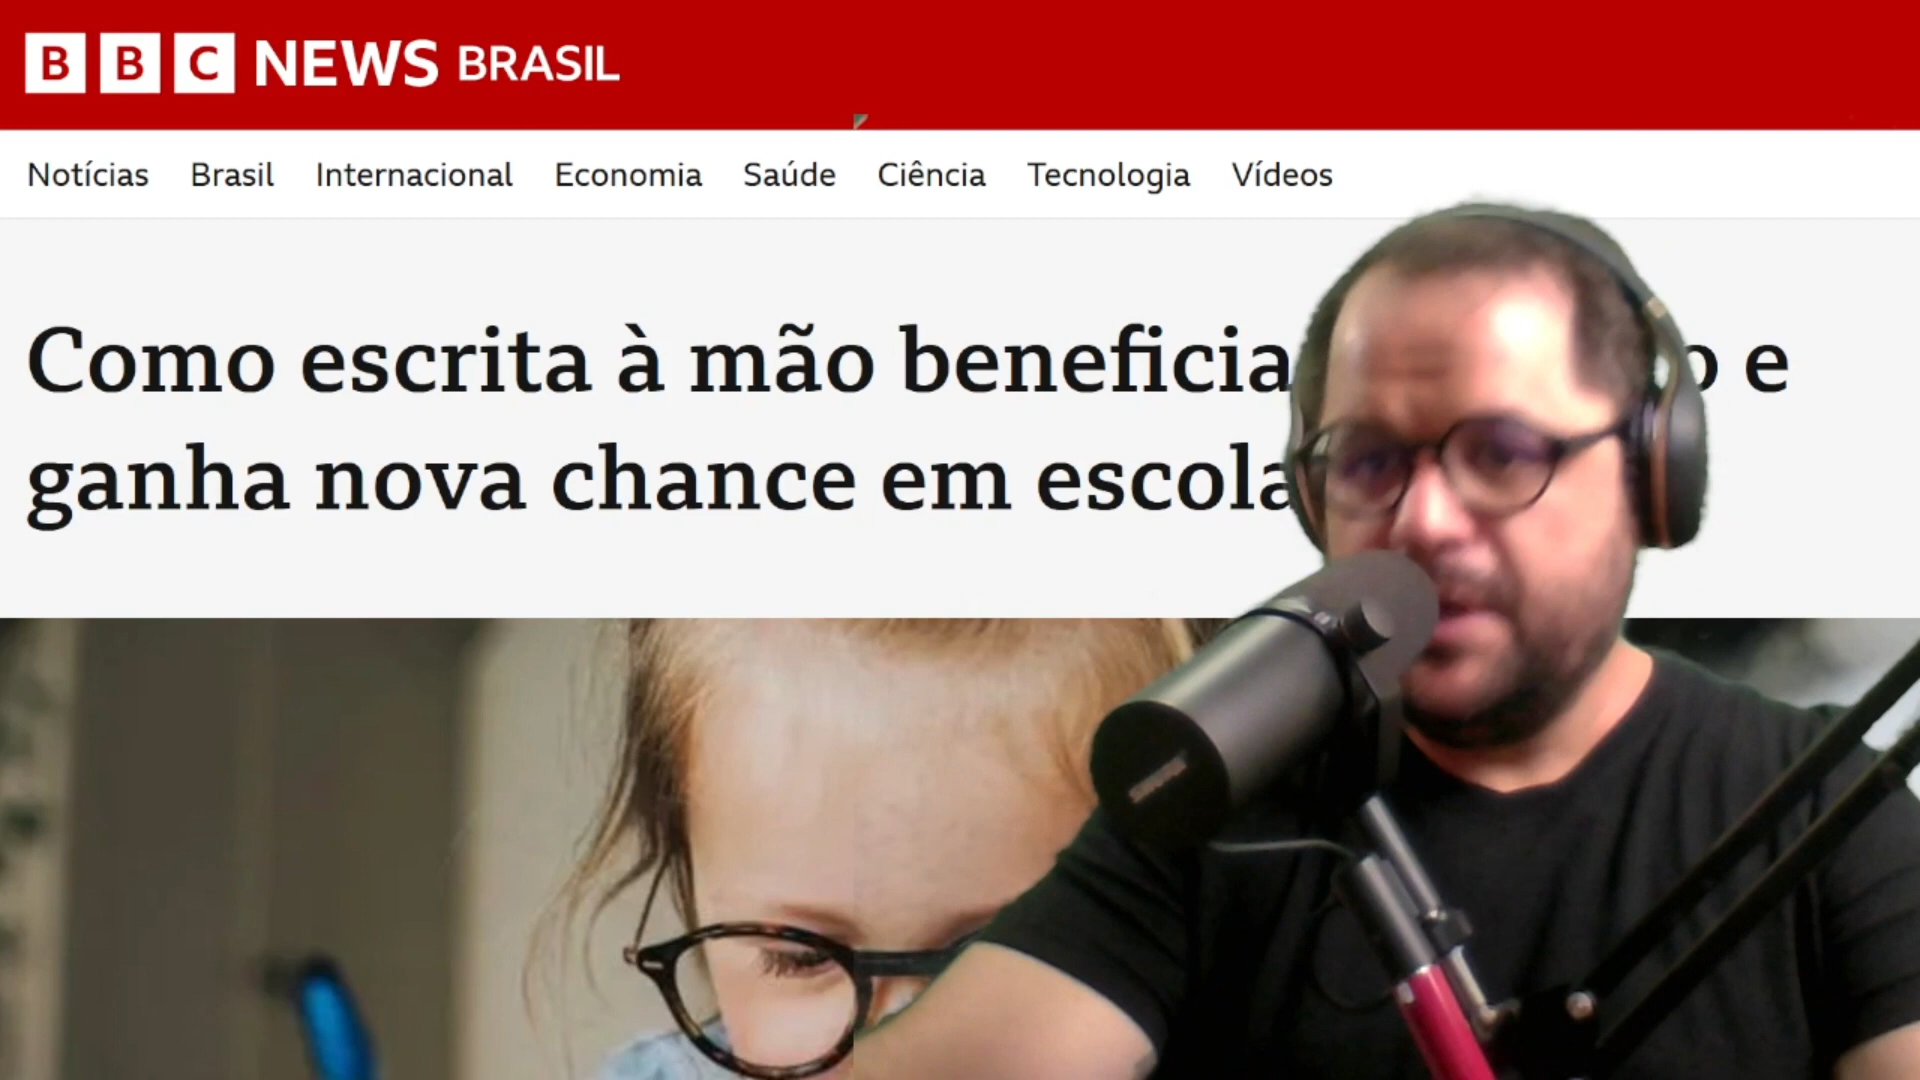 BBC NEWS BRASIL
Notícias Brasil Internacional Economia Saúde Ciência Tecnologia Vídeos
Como escrita à mão beneficia e
ganha nova chance em escola